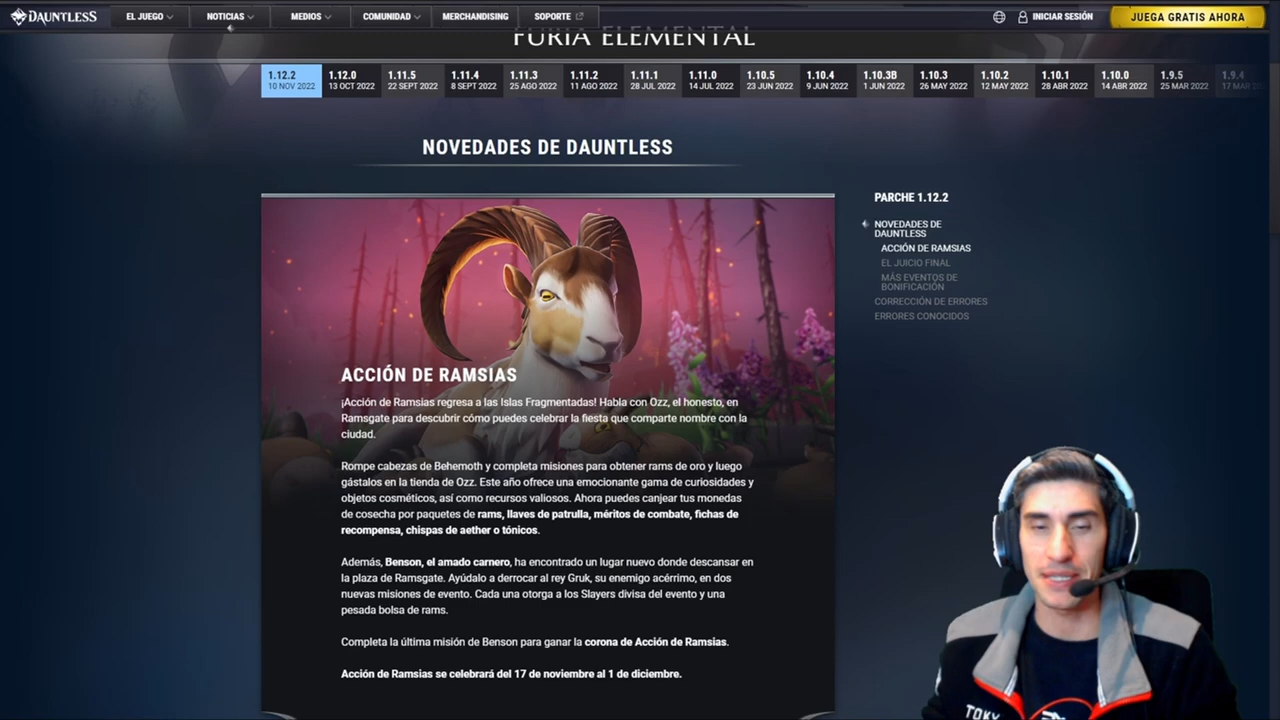 DAUNTLESS
EL JUEGO
NOTICIAS
MEDIOS
COMUNIDAD
MERCHANDISING
SOPORTE
INICIAR SESIÓN
JUEGA GRATIS AHORA
FURIA ELEMENTAL
1.12.2 1.12.0 1.11.5 1.11.4 1.11.3 1.11.2 1.11.1 1.11.0 1.10.5 1.10.4 1.10.3B 1.10.3 1.10.2 1.10.1 1.10.0 1.9.5 1.9.4
10 NOV 2022 13 OCT 2022 22 SEPT 2022 8 SEPT 2022 25 AGO 2022 11 AGO 2022 28 JUL 2022 14 JUL 2022 23 JUN 2022 9 JUN 2022 1 JUN 2022 26 MAY 2022 12 MAY 2022 28 ABR 2022 14 ABR 2022 25 MAR 2022 17 MAR
NOVEDADES DE DAUNTLESS
ACCIÓN DE RAMSIAS
¡Acción de Ramsias regresa a las Islas Fragmentadas! Habla con Ozz, el honesto, en
Ramsgate para descubrir cómo puedes celebrar la fiesta que comparte nombre con la
ciudad.
Rompe cabezas de Behemoth y completa misiones para obtener rams de oro y luego
gástalos en la tienda de Ozz. Este año ofrece una emocionante gama de curiosidades y
objetos cosméticos, así como recursos valiosos. Ahora puedes canjear tus monedas
de cosecha por paquetes de rams, llaves de patrulla, méritos de combate, fichas de
recompensa, chispas de aether o tónicos.
Además, Benson, el amado carnero, ha encontrado un lugar nuevo donde descansar en
la plaza de Ramsgate. Ayúdalo a derrocar al rey Gruk, su enemigo acérrimo, en dos
nuevas misiones de evento. Cada una otorga a los Slayers divisa del evento y una
pesada bolsa de rams.
Completa la última misión de Benson para ganar la corona de Acción de Ramsias.
Acción de Ramsias se celebrará del 17 de noviembre al 1 de diciembre.
PARCHE 1.12.2
NOVEDADES DE
DAUNTLESS
ACCIÓN DE RAMSIAS
EL JUICIO FINAL
MÁS EVENTOS DE
BONIFICACIÓN
CORRECCIÓN DE ERRORES
ERRORES CONOCIDOS